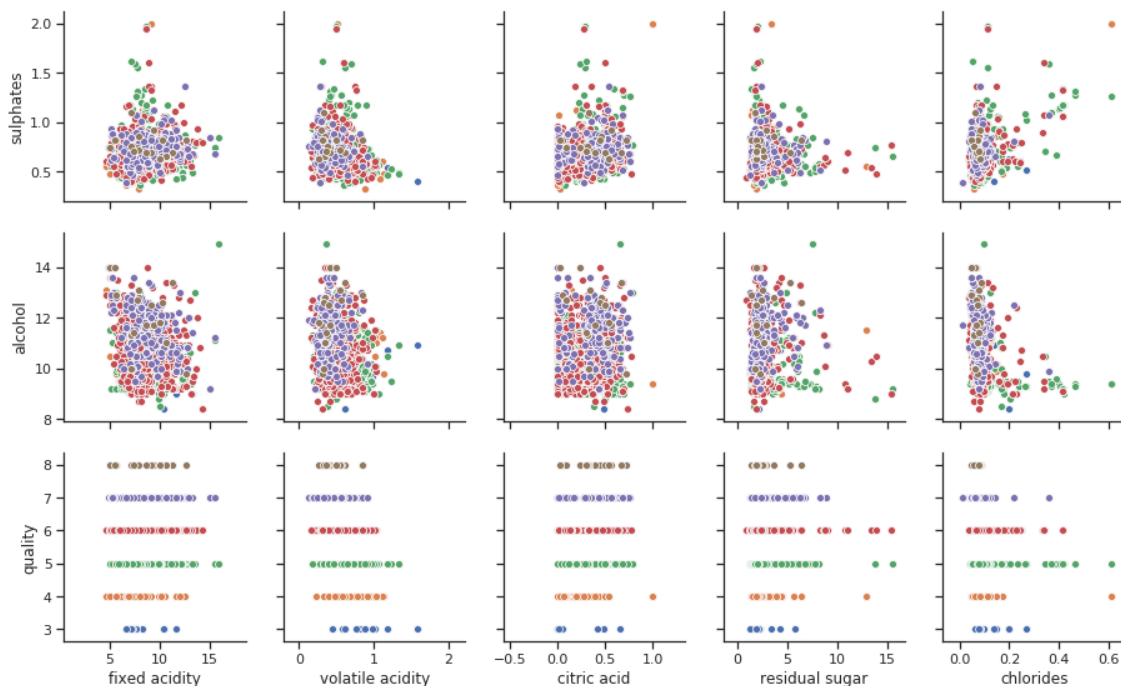 2.0
1.5
1.0
0.5
sulphates
14
12
10
8
alcohol
8
7
6
5
4
3
quality
5 10 15
0 1 2
−0.5 0.0 0.5 1.0
0 5 10 15
0.0 0.2 0.4 0.6
fixed acidity
volatile acidity
citric acid
residual sugar
chlorides